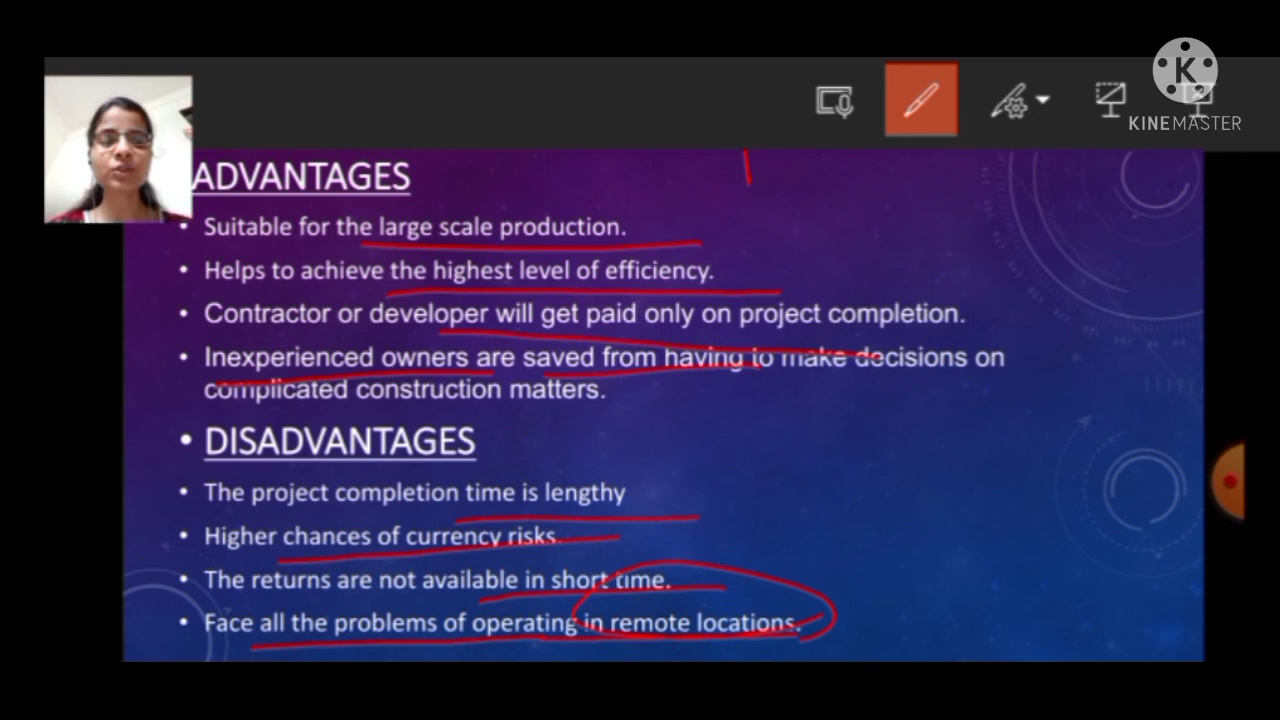 KINEMASTER
ADVANTAGES
• Suitable for the large scale production.
• Helps to achieve the highest level of efficiency.
• Contractor or developer will get paid only on project completion.
• Inexperienced owners are saved from having to make decisions on
complicated construction matters.
• DISADVANTAGES
• The project completion time is lengthy
• Higher chances of currency risks.
• The returns are not available in short time.
• Face all the problems of operating in remote locations.